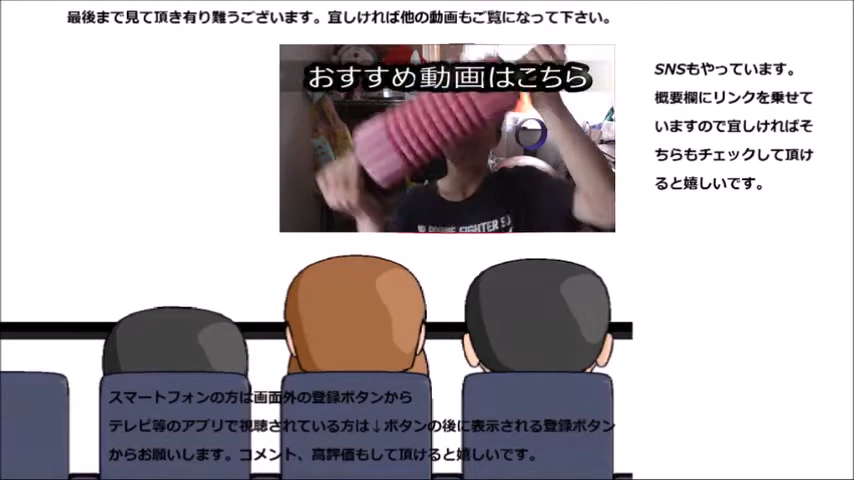 最後まで見て頂き有り難うございます。宜しければ他の動画もご覧になって下さい。
おすすめ動画はこちら
SNSもやっています。
概要欄にリンクを乗せて
いますので宜しければそ
ちらもチェックして頂け
ると嬉しいです。
FIGHTER
スマートフォンの方は画面外の登録ボタンから
テレビ等のアプリで視聴されている方は↓ボタンの後に表示される登録ボタン
からお願いします。コメント、高評価もして頂けると嬉しいです。